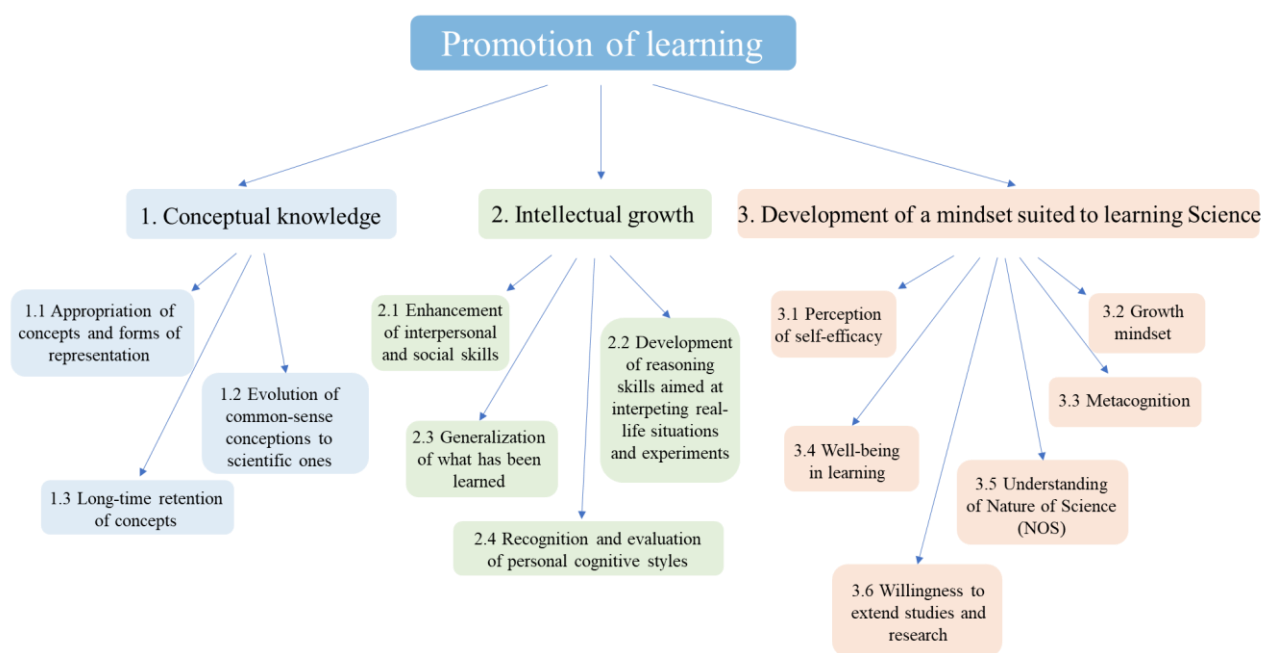 Promotion of learning
1. Conceptual knowledge
2. Intellectual growth
3. Development of a mindset suited to learning Science
1.1 Appropriation of
concepts and forms of
representation
1.2 Evolution of
common-sense
conceptions to
scientific ones
1.3 Long-time retention
of concepts
2.1 Enhancement
of interpersonal
and social skills
2.2 Development
of reasoning
skills aimed at
interpeting real-
life situations
and experiments
2.3 Generalization
of what has been
learned
2.4 Recognition and evaluation
of personal cognitive styles
3.1 Perception
of self-efficacy
3.2 Growth
mindset
3.3 Metacognition
3.4 Well-being
in learning
3.5 Understanding
of Nature of Science
(NOS)
3.6 Willingness to
extend studies and
research